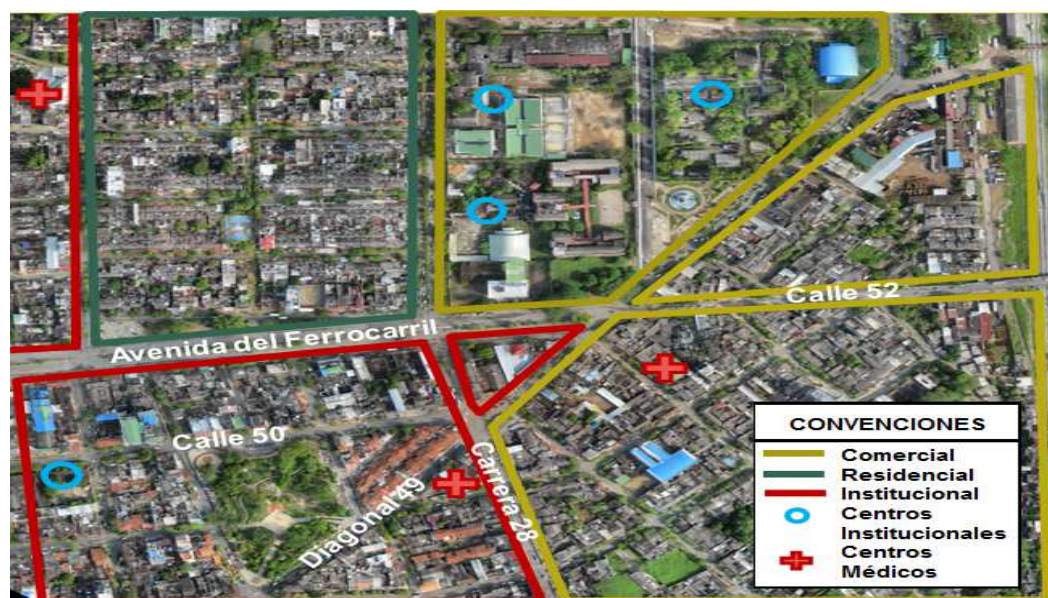 Calle 52
Avenida del Ferrocarril
Calle 50
Diagonal 49
Carrera 28
CONVENCIONES
Comercial
Residencial
Institucional
Centros
Institucionales
Centros
Médicos